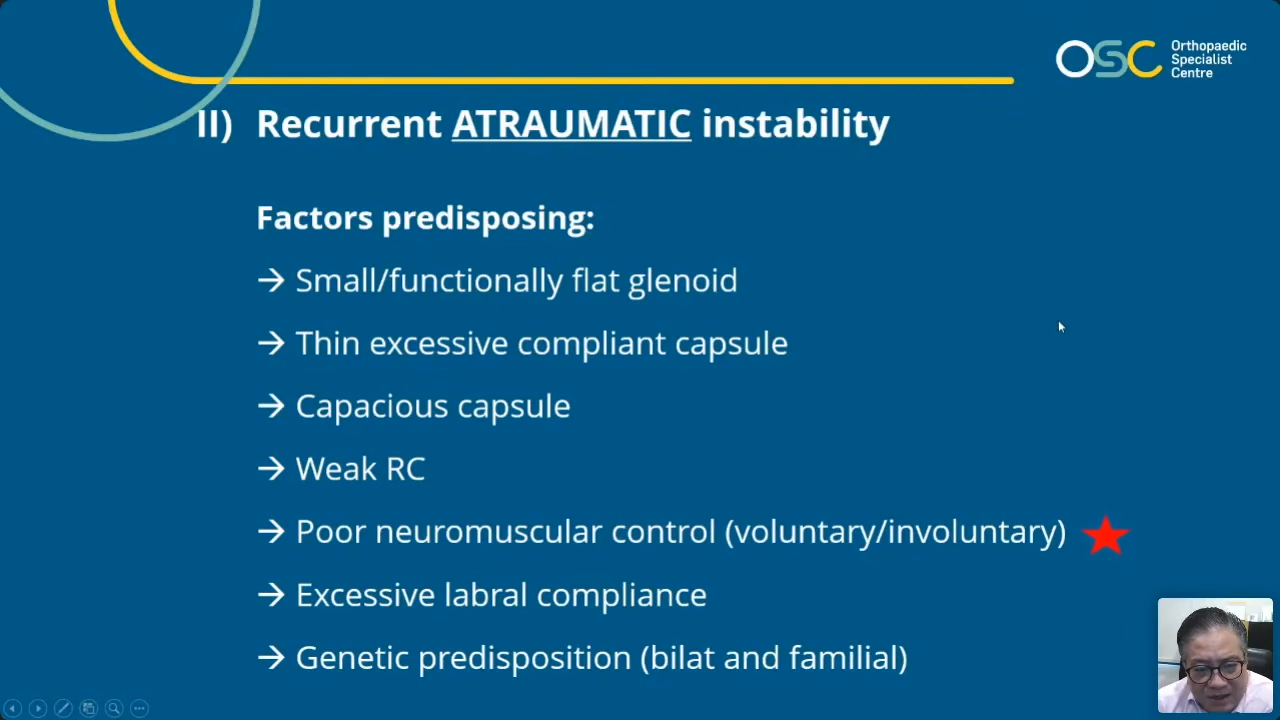 OSC Orthopaedic
Specialist
Centre
II) Recurrent ATRAUMATIC instability
Factors predisposing:
→ Small/functionally flat glenoid
→ Thin excessive compliant capsule
→ Capacious capsule
→ Weak RC
→ Poor neuromuscular control (voluntary/involuntary)
→ Excessive labral compliance
→ Genetic predisposition (bilat and familial)